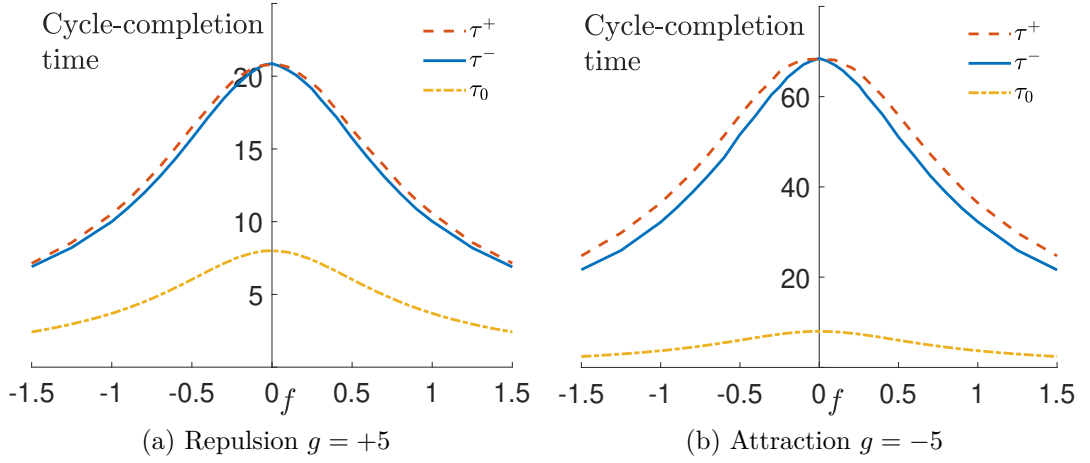 Cycle-completion
time
τ⁺
τ⁻
τ₀
20
15
10
5
-1.5 -1 -0.5 0 f 0.5 1 1.5
(a) Repulsion g = +5
Cycle-completion
time
τ⁺
τ⁻
τ₀
60
40
20
-1.5 -1 -0.5 0 f 0.5 1 1.5
(b) Attraction g = −5